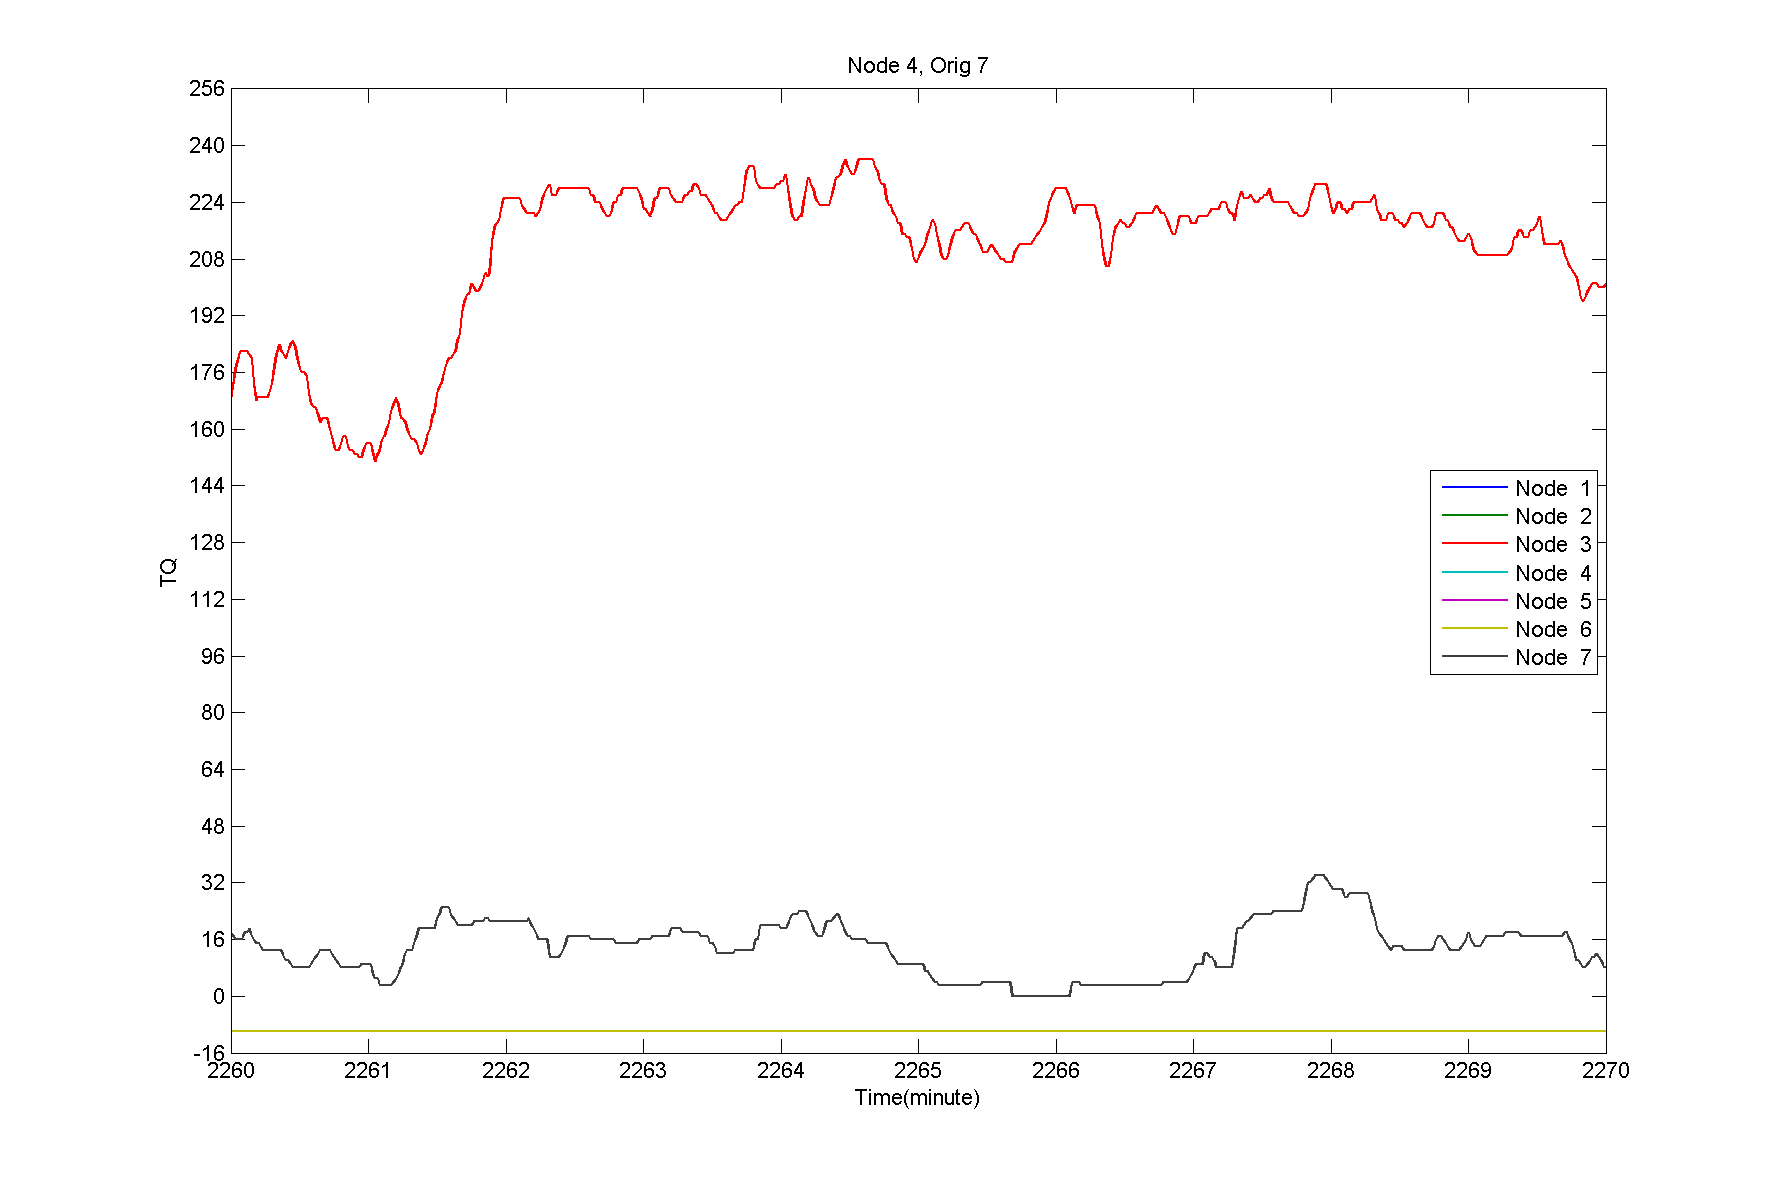 Node 4, Orig 7
256
240
224
208
192
176
160
144
128
112
96
80
64
48
32
16
0
-16
TQ
Node 1
Node 2
Node 3
Node 4
Node 5
Node 6
Node 7
2260 2261 2262 2263 2264 2265 2266 2267 2268 2269 2270
Time(minute)